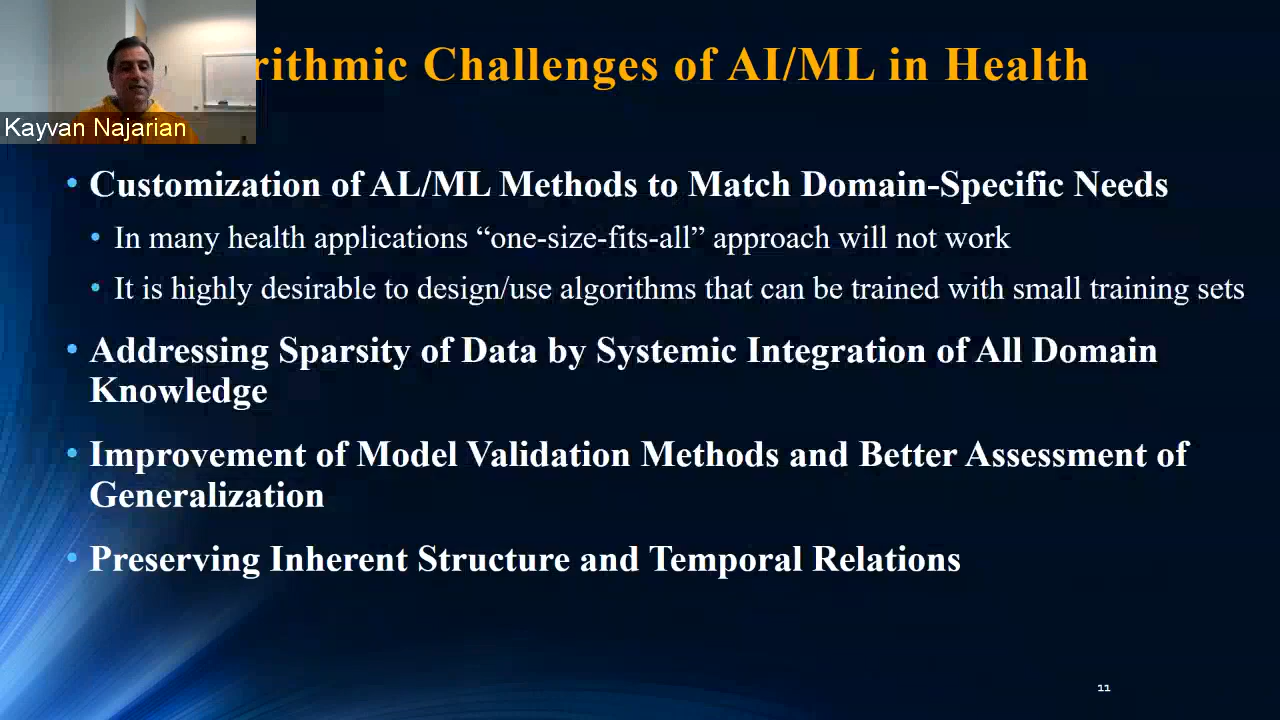 rithmic Challenges of AI/ML in Health
Kayvan Najarian
• Customization of AL/ML Methods to Match Domain-Specific Needs
• In many health applications “one-size-fits-all” approach will not work
• It is highly desirable to design/use algorithms that can be trained with small training sets
• Addressing Sparsity of Data by Systemic Integration of All Domain
Knowledge
• Improvement of Model Validation Methods and Better Assessment of
Generalization
• Preserving Inherent Structure and Temporal Relations
11